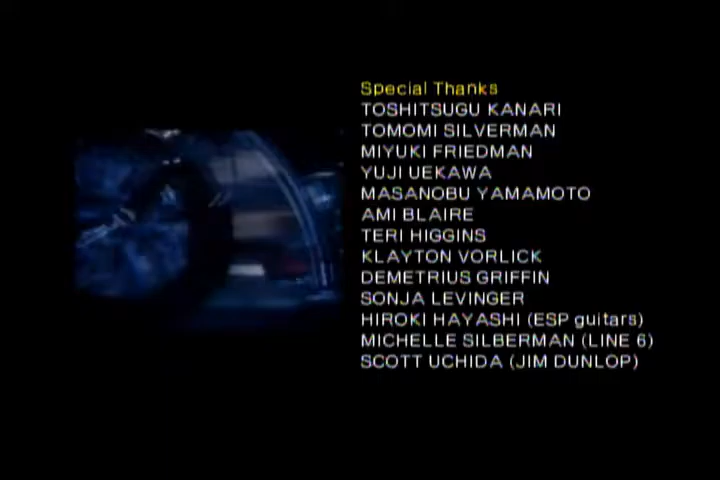 Special Thanks
TOSHITSUGU KANARI
TOMOMI SILVERMAN
MIYUKI FRIEDMAN
YUJI UEKAWA
MASANOBU YAMAMOTO
AMI BLAIRE
TERI HIGGINS
KLAYTON VORLICK
DEMETRIUS GRIFFIN
SONJA LEVINGER
HIROKI HAYASHI (ESP guitars)
MICHELLE SILBERMAN (LINE 6)
SCOTT UCHIDA (JIM DUNLOP)